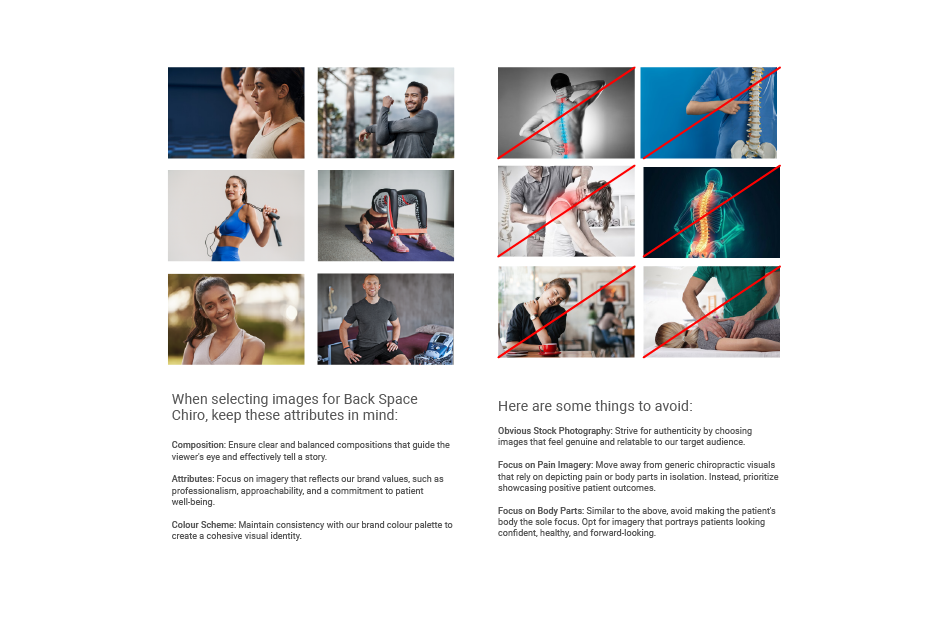 When selecting images for Back Space
Chiro, keep these attributes in mind:
Composition: Ensure clear and balanced compositions that guide the
viewer's eye and effectively tell a story.
Attributes: Focus on imagery that reflects our brand values, such as
professionalism, approachability, and a commitment to patient
well-being.
Colour Scheme: Maintain consistency with our brand colour palette to
create a cohesive visual identity.
Here are some things to avoid:
Obvious Stock Photography: Strive for authenticity by choosing
images that feel genuine and relatable to our target audience.
Focus on Pain Imagery: Move away from generic chiropractic visuals
that rely on depicting pain or body parts in isolation. Instead, prioritize
showcasing positive patient outcomes.
Focus on Body Parts: Similar to the above, avoid making the patient's
body the sole focus. Opt for imagery that portrays patients looking
confident, healthy, and forward-looking.